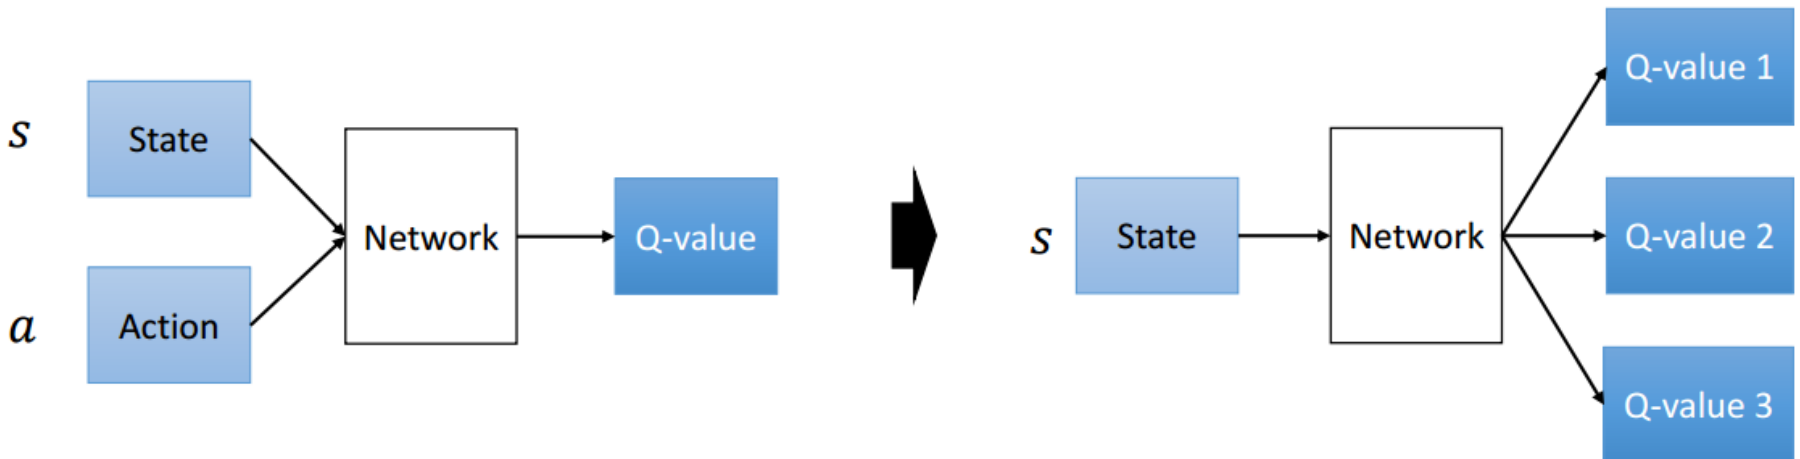 s
State
a
Action
Network
Q-value
s
State
Network
Q-value 1
Q-value 2
Q-value 3